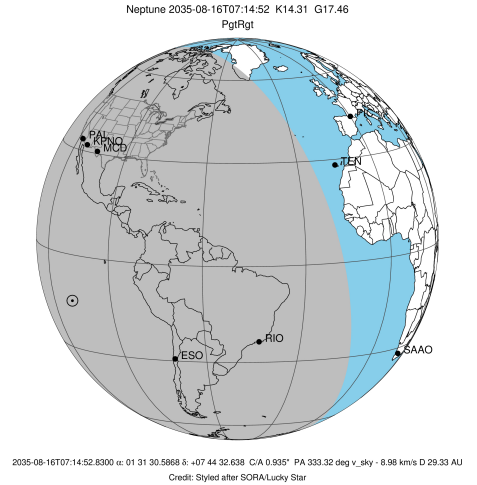 Neptune 2035-08-16T07:14:52 K14.31 G17.46
PgtRgt
PAL
KPNO
MCD
PIC
TEN
RIO
ESO
SAAO
2035-08-16T07:14:52.8300 α: 01 31 30.5868 δ: +07 44 32.638 C/A 0.935" PA 333.32 deg v_sky - 8.98 km/s D 29.33 AU
Credit: Styled after SORA/Lucky Star